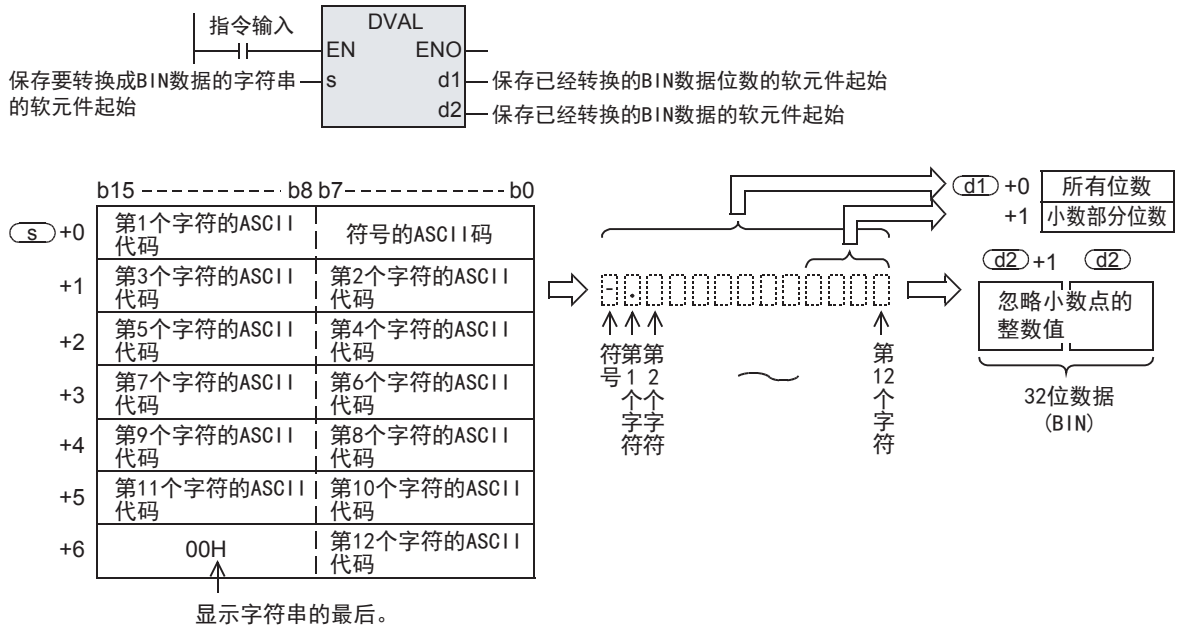 指令输入
DVAL
EN ENO
保存要转换成BIN数据的字符串
的软元件起始
s d1
保存已经转换的BIN数据位数的软元件起始
d2
保存已经转换的BIN数据的软元件起始
b15 b8 b7 b0
s +0
第1个字符的ASCII
代码
符号的ASCII码
+1
第3个字符的ASCII
代码
第2个字符的ASCII
代码
+2
第5个字符的ASCII
代码
第4个字符的ASCII
代码
+3
第7个字符的ASCII
代码
第6个字符的ASCII
代码
+4
第9个字符的ASCII
代码
第8个字符的ASCII
代码
+5
第11个字符的ASCII
代码
第10个字符的ASCII
代码
+6
00H
第12个字符的ASCII
代码
显示字符串的最后。
- .
符号
第1个字符
第2个字符
第12个字符
d1 +0 所有位数
+1 小数部分位数
d2 +1 d2
忽略小数点的
整数值
32位数据
(BIN)